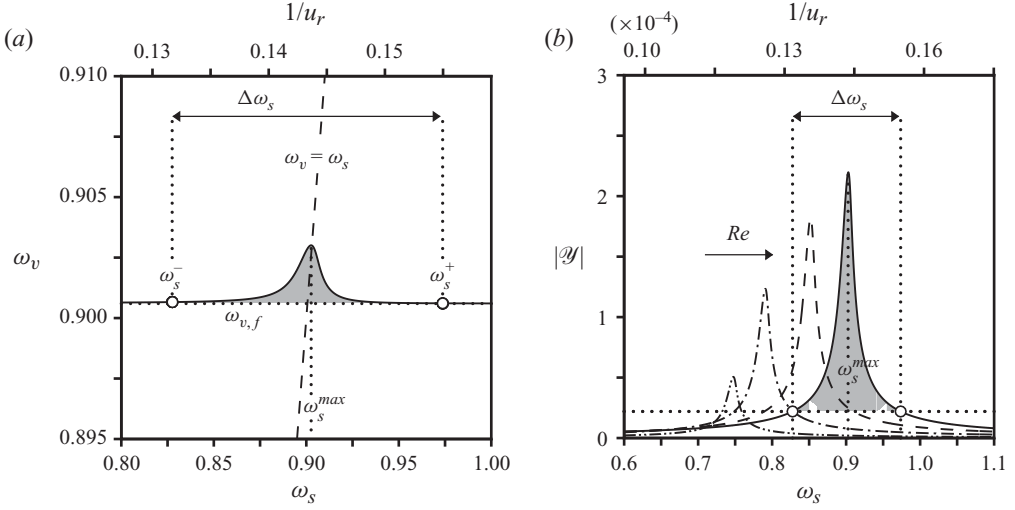 (a)
1/u_r
0.132 0.144 0.155
0.910
Δω_s
ω_v = ω_s
0.905
ω_v
ω_s^−
ω_s^+
0.900
ω_{v, f}
ω_s^{max}
0.895
0.80 0.85 0.90 0.95 1.00
ω_s
(b)
(×10^{–4})
1/u_r
0.10 0.13 0.16
3
Δω_s
2
Re
|𝒴|
1
ω_s^{max}
0
0.6 0.7 0.8 0.9 1.0 1.1
ω_s